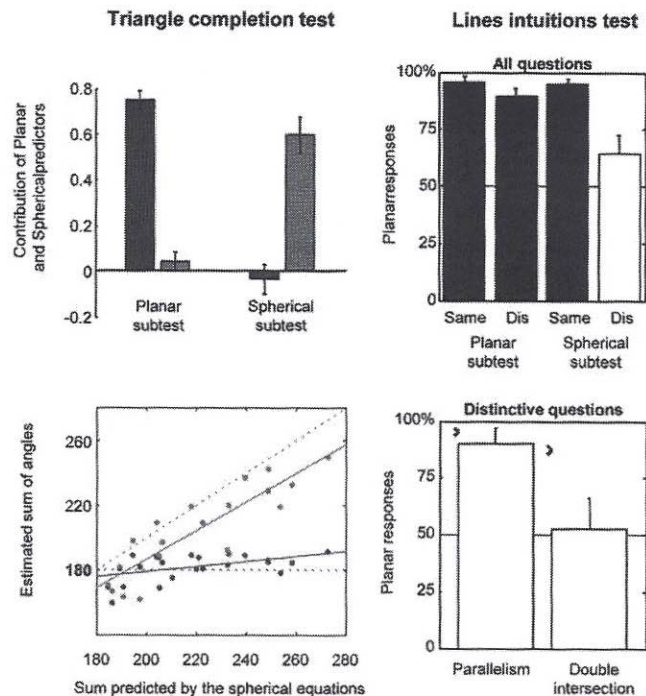 Triangle completion test
Lines intuitions test
Contribution of Planar
and Sphericalpredictors
0.8
0.6
0.4
0.2
0
-0.2
Planar
subtest
Spherical
subtest
All questions
Planarresponses
100%
75
50
25
0
Same Dis Same Dis
Planar
subtest
Spherical
subtest
Estimated sum of angles
260
220
180
180 200 220 240 260 280
Sum predicted by the spherical equations
Distinctive questions
Planar responses
100%
75
50
25
0
Parallelism
Double
intersection